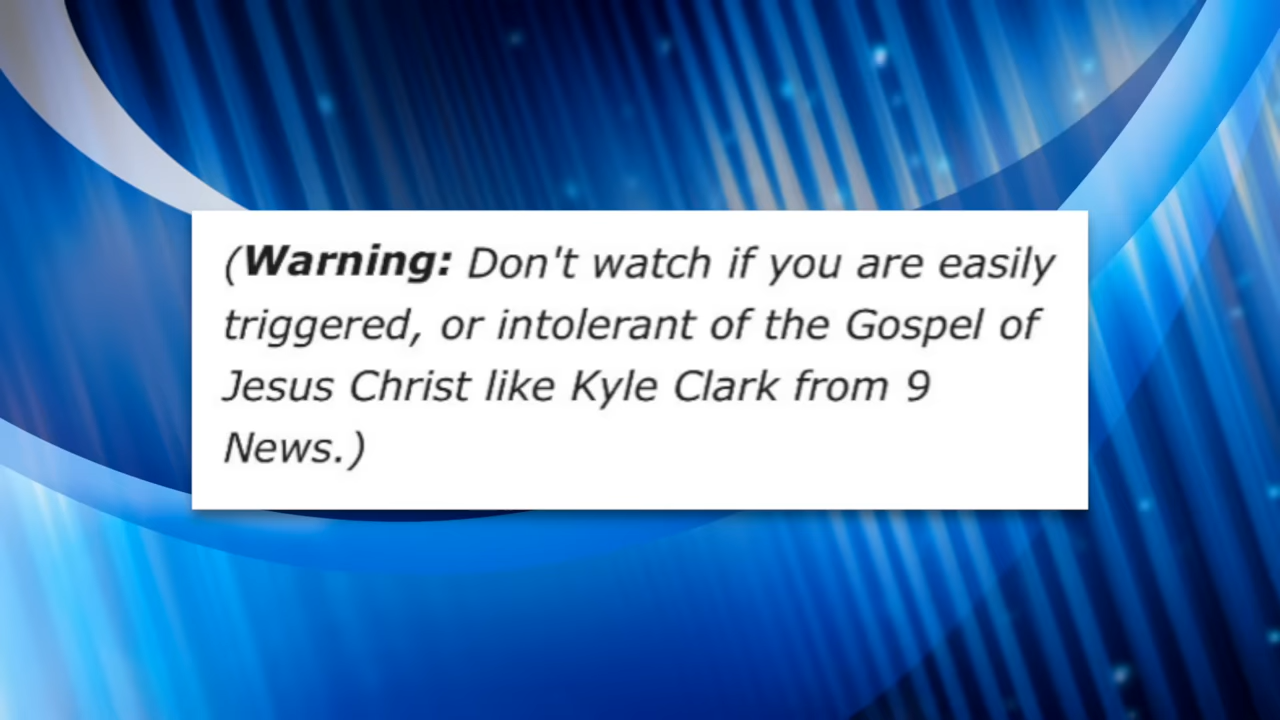 (Warning: Don't watch if you are easily
triggered, or intolerant of the Gospel of
Jesus Christ like Kyle Clark from 9
News.)